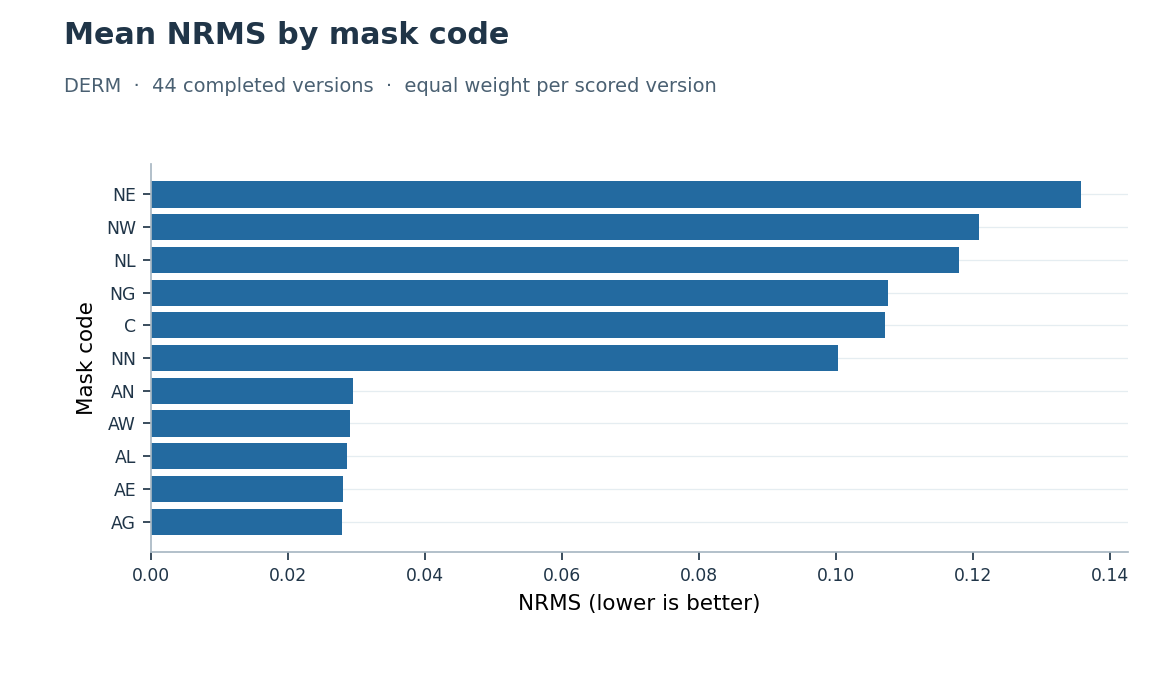 Mean NRMS by mask code
DERM · 44 completed versions · equal weight per scored version
Mask code
NE
NW
NL
NG
C
NN
AN
AW
AL
AE
AG
0.00 0.02 0.04 0.06 0.08 0.10 0.12 0.14
NRMS (lower is better)